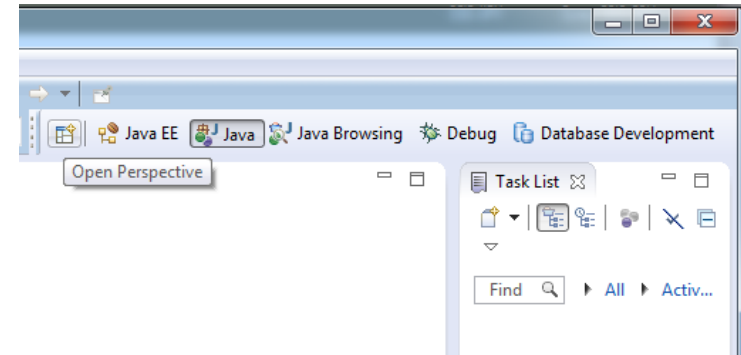 Java EE Java Java Browsing Debug Database Development
Open Perspective
Task List
Find All Activ...